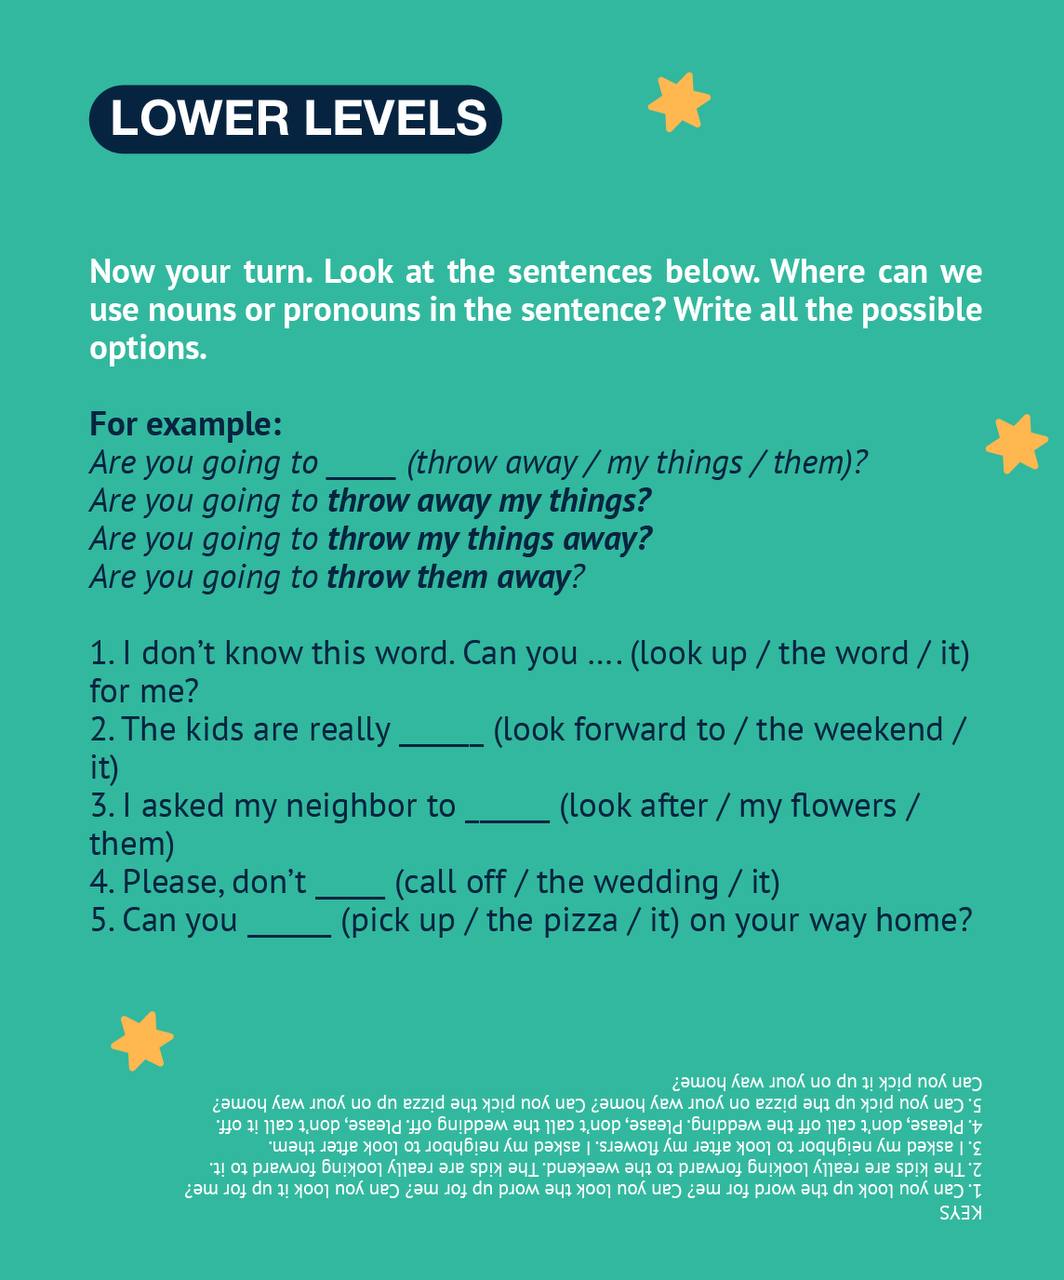 LOWER LEVELS
Now your turn. Look at the sentences below. Where can we
use nouns or pronouns in the sentence? Write all the possible
options.
For example:
Are you going to _____ (throw away / my things / them)?
Are you going to throw away my things?
Are you going to throw my things away?
Are you going to throw them away?
1. I don't know this word. Can you .... (look up / the word / it)
for me?
2. The kids are really ______ (look forward to / the weekend /
it)
3. I asked my neighbor to ______ (look after / my flowers /
them)
4. Please, don't _____ (call off / the wedding / it)
5. Can you ______ (pick up / the pizza / it) on your way home?
KEYS
1. Can you look up the word for me? Can you look the word up for me? Can you look it up for me?
2. The kids are really looking forward to the weekend. The kids are really looking forward to it.
3. I asked my neighbor to look after my flowers. I asked my neighbor to look after them.
4. Please, don't call off the wedding. Please, don't call the wedding off. Please, don't call it off.
5. Can you pick up the pizza on your way home? Can you pick the pizza up on your way home?
Can you pick it up on your way home?